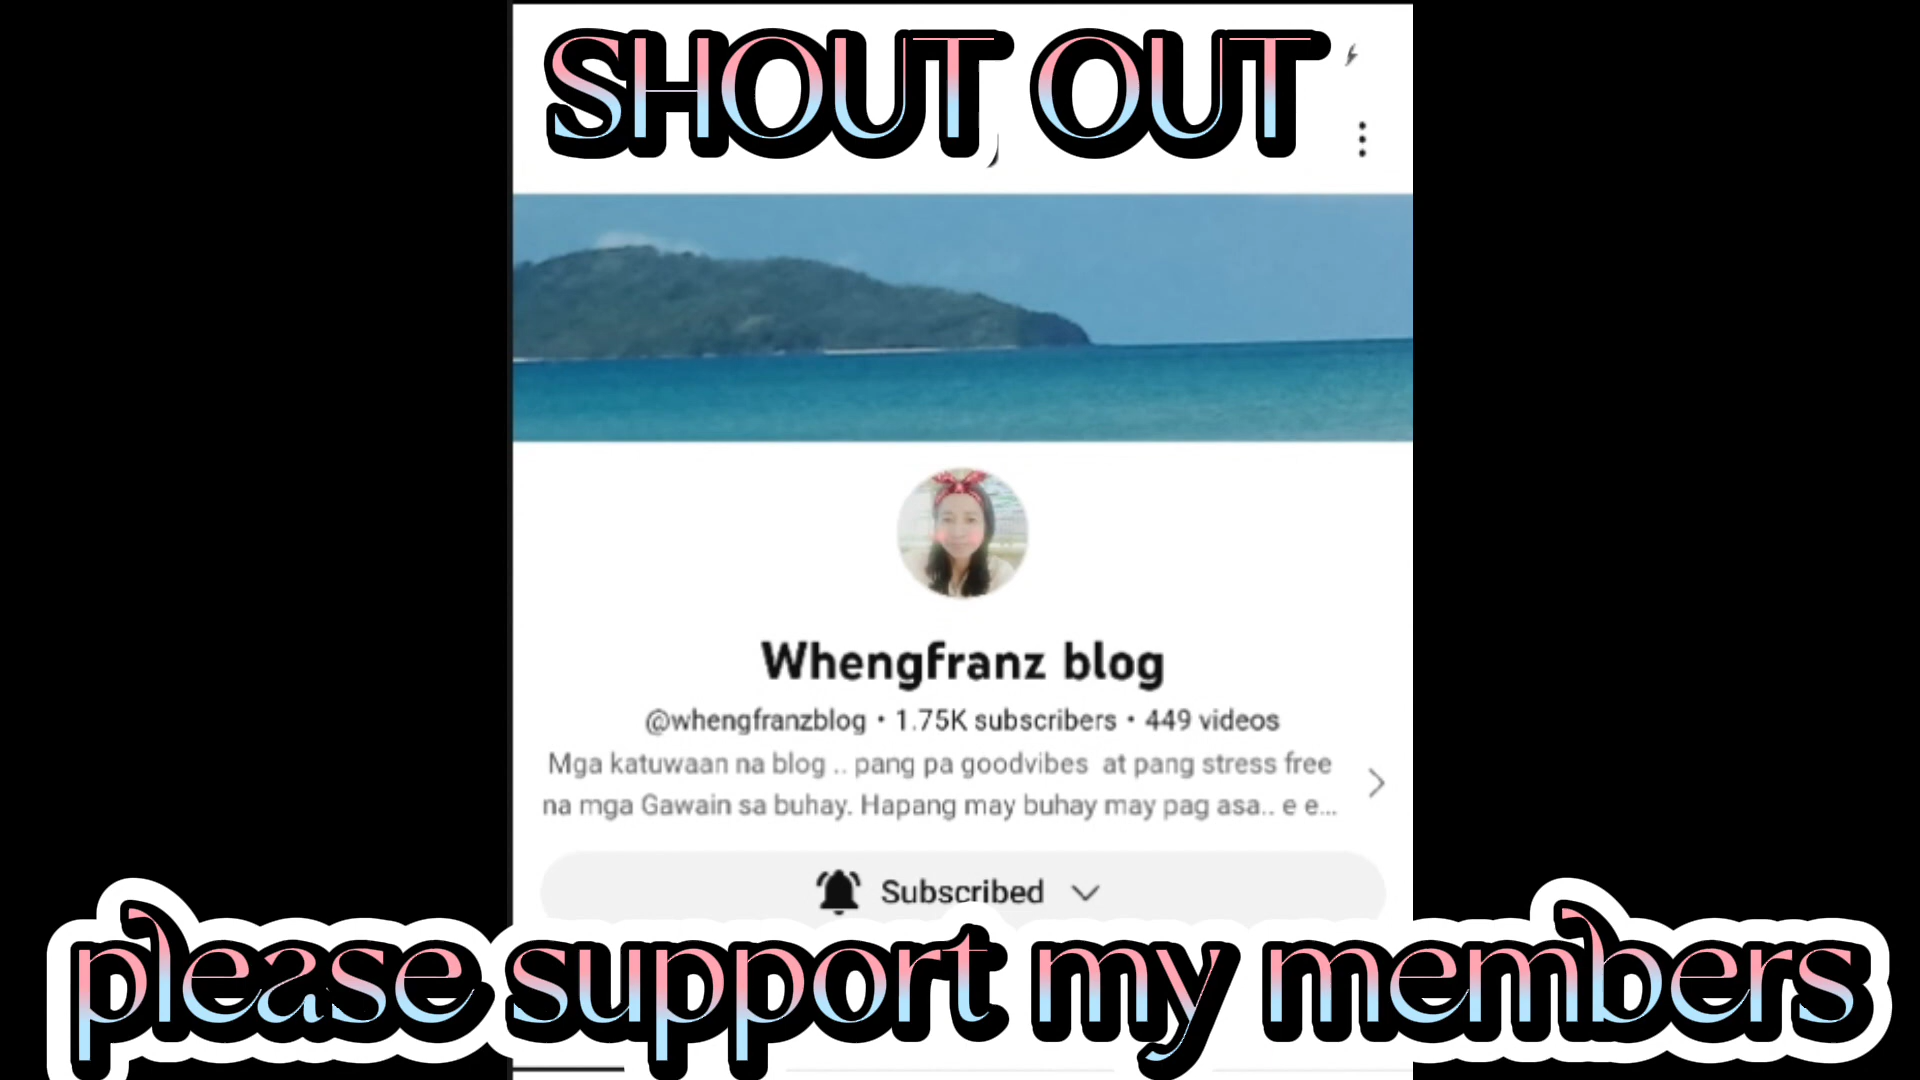 SHOUT OUT
Whengfranz blog
@whengfranzblog • 1.75K subscribers • 449 videos
Mga katuwaan na blog .. pang pa goodvibes at pang stress free
na mga Gawain sa buhay. Hapang may buhay may pag asa.. e e...
Subscribed
please support my members